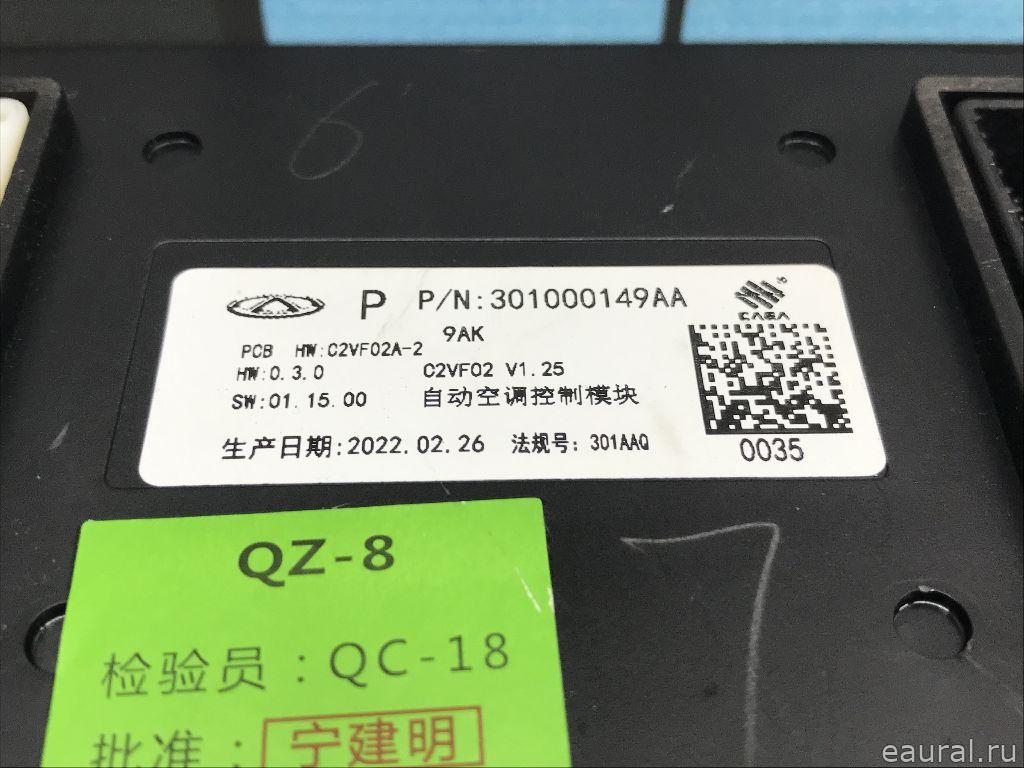 6
P P/N:301000149AA
9AK
PCB HW:C2VF02A-2
HW:0.3.0 C2VF02 V1.25
SW:01.15.00 自动空调控制模块
生产日期:2022.02.26 法规号:301AAQ
CABA
0035
7
QZ-8
检验员:QC-18
批准:宁建明
eaural.ru